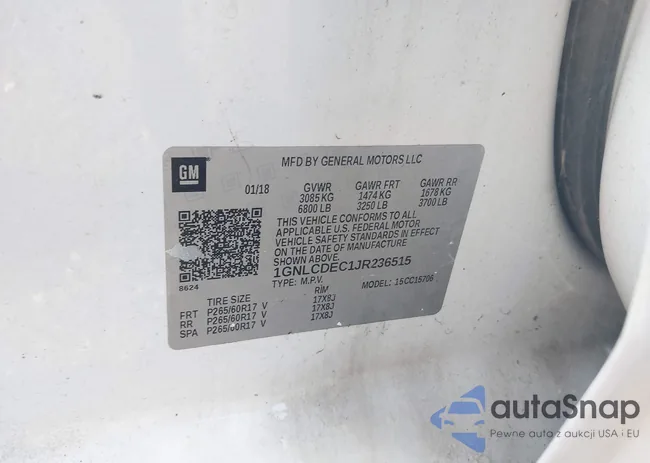 GM
MFD BY GENERAL MOTORS LLC
01/18 GVWR GAWR FRT GAWR RR
3085 KG 1474 KG 1678 KG
6800 LB 3250 LB 3700 LB
THIS VEHICLE CONFORMS TO ALL
APPLICABLE U.S. FEDERAL MOTOR
VEHICLE SAFETY STANDARDS IN EFFECT
ON THE DATE OF MANUFACTURE
SHOWN ABOVE.
1GNLCDEC1JR236515
8624
TYPE: M.P.V. MODEL: 15CC15706
TIRE SIZE RIM
FRT P265/60R17 V 17X8J
RR P265/60R17 V 17X8J
SPA P265/60R17 V 17X8J
autoSnap
Pewne auta z aukcji USA i EU